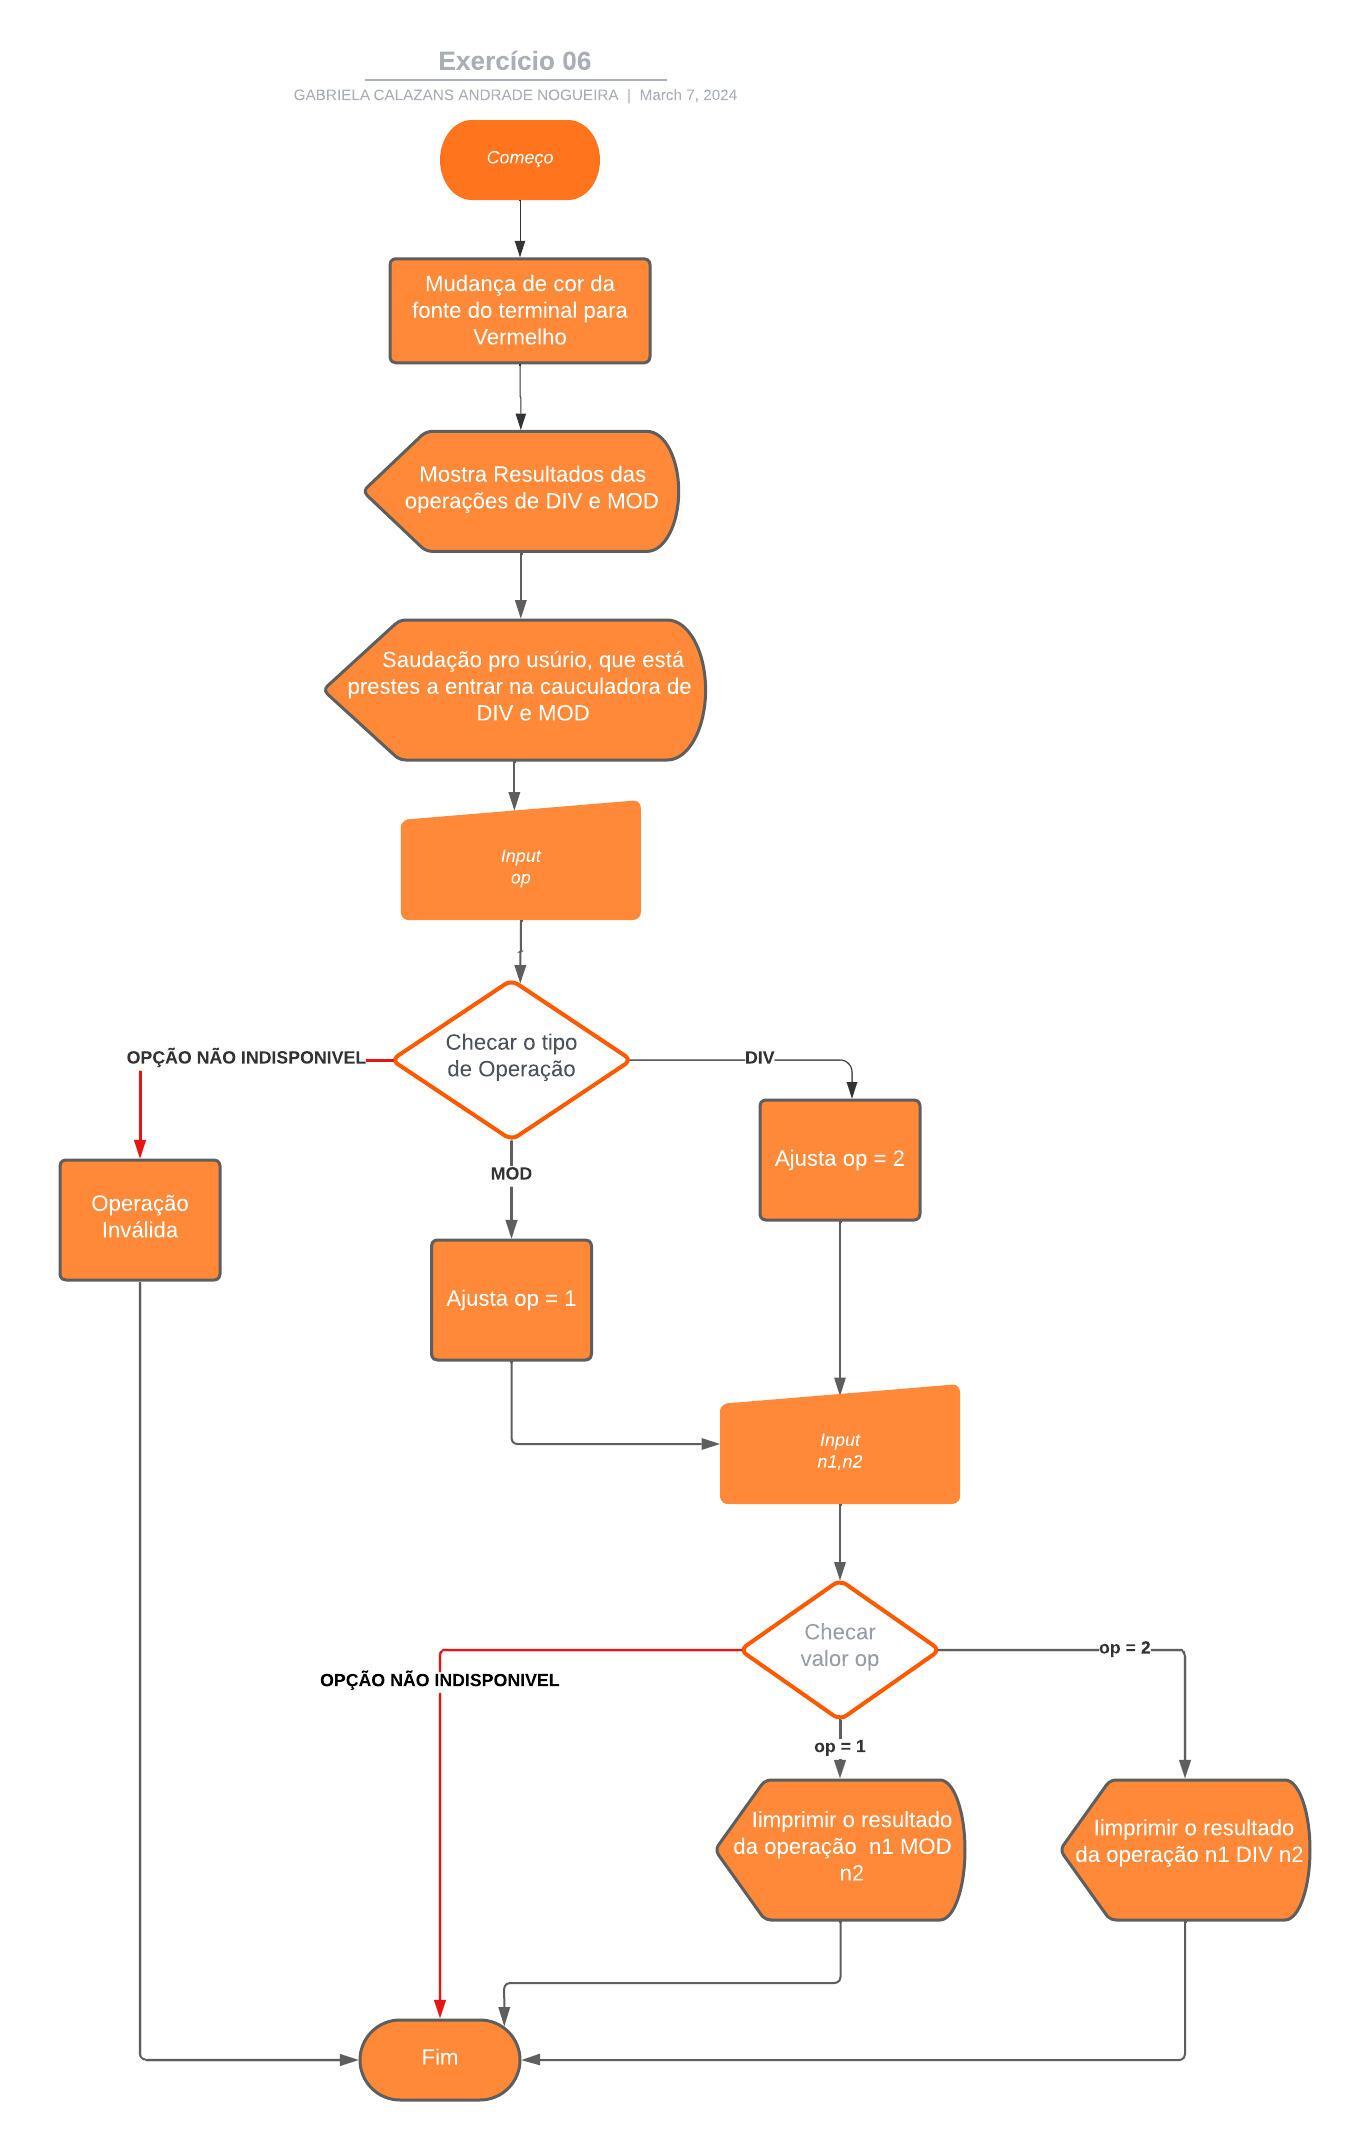 Exercício 06
GABRIELA CALAZANS ANDRADE NOGUEIRA | March 7, 2024
Começo
Mudança de cor da
fonte do terminal para
Vermelho
Mostra Resultados das
operações de DIV e MOD
Saudação pro usúrio, que está
prestes a entrar na cauculadora de
DIV e MOD
Input
op
Checar o tipo
de Operação
OPÇÃO NÃO INDISPONIVEL
DIV
MOD
Ajusta op = 2
Operação
Inválida
Ajusta op = 1
Input
n1,n2
Checar
valor op
op = 2
OPÇÃO NÃO INDISPONIVEL
op = 1
Iimprimir o resultado
da operação  n1 MOD
n2
Iimprimir o resultado
da operação n1 DIV n2
Fim